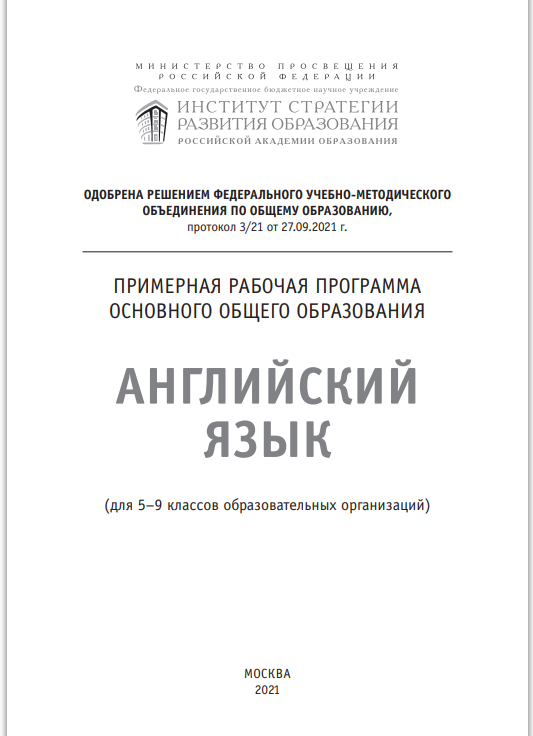 МИНИСТЕРСТВО ПРОСВЕЩЕНИЯ
РОССИЙСКОЙ ФЕДЕРАЦИИ
Федеральное государственное бюджетное научное учреждение
ИНСТИТУТ СТРАТЕГИИ
РАЗВИТИЯ ОБРАЗОВАНИЯ
РОССИЙСКОЙ АКАДЕМИИ ОБРАЗОВАНИЯ
ОДОБРЕНА РЕШЕНИЕМ ФЕДЕРАЛЬНОГО УЧЕБНО-МЕТОДИЧЕСКОГО
ОБЪЕДИНЕНИЯ ПО ОБЩЕМУ ОБРАЗОВАНИЮ,
протокол 3/21 от 27.09.2021 г.
ПРИМЕРНАЯ РАБОЧАЯ ПРОГРАММА
ОСНОВНОГО ОБЩЕГО ОБРАЗОВАНИЯ
АНГЛИЙСКИЙ
ЯЗЫК
(для 5–9 классов образовательных организаций)
МОСКВА
2021